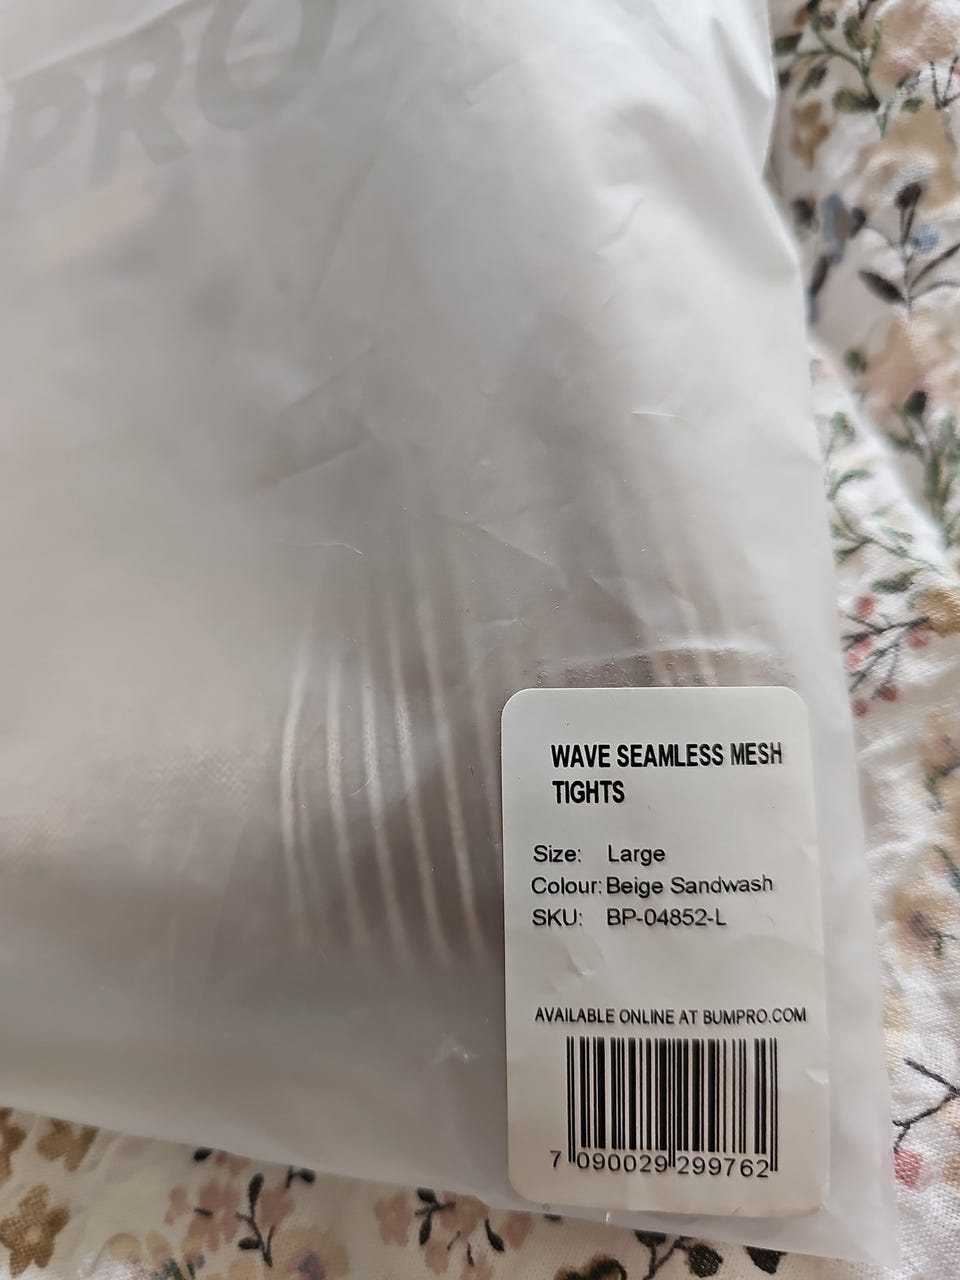 PRO
WAVE SEAMLESS MESH
TIGHTS
Size: Large
Colour: Beige Sandwash
SKU: BP-04852-L
AVAILABLE ONLINE AT BUMPRO.COM
7 090029 299762